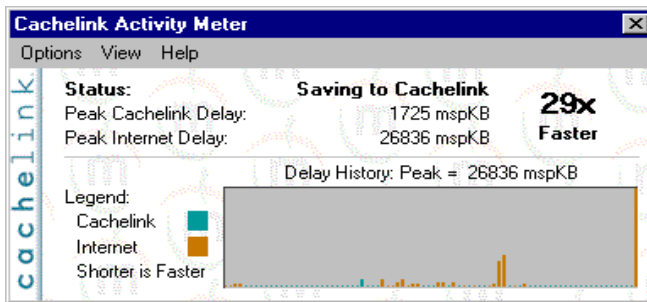 Cachelink Activity Meter
Options View Help
cachelink
Status: Saving to Cachelink
Peak Cachelink Delay: 1725 mspKB
Peak Internet Delay: 26836 mspKB
29x
Faster
Delay History: Peak = 26836 mspKB
Legend:
Cachelink
Internet
Shorter is Faster